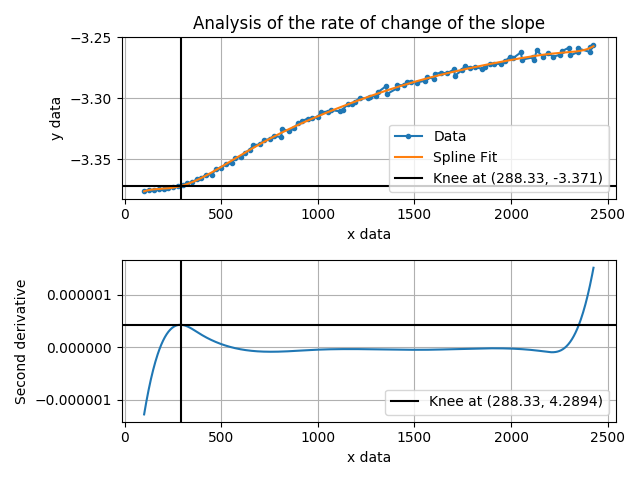 Analysis of the rate of change of the slope
−3.25
−3.30
−3.35
y data
Data
Spline Fit
Knee at (288.33, -3.371)
0
500
1000
1500
2000
2500
x data
0.000001
0.000000
−0.000001
Second derivative
Knee at (288.33, 4.2894)
0
500
1000
1500
2000
2500
x data